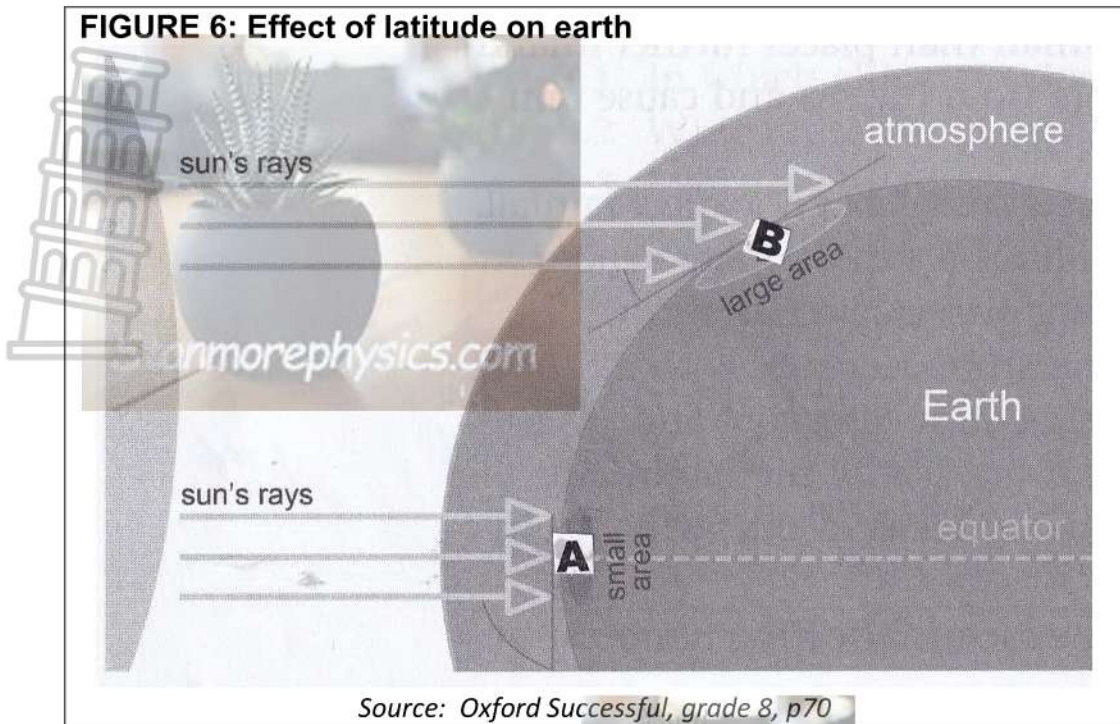 FIGURE 6: Effect of latitude on earth
atmosphere
sun's rays
B
large area
Earth
sun's rays
equator
A
small
area
Source: Oxford Successful, grade 8, p70